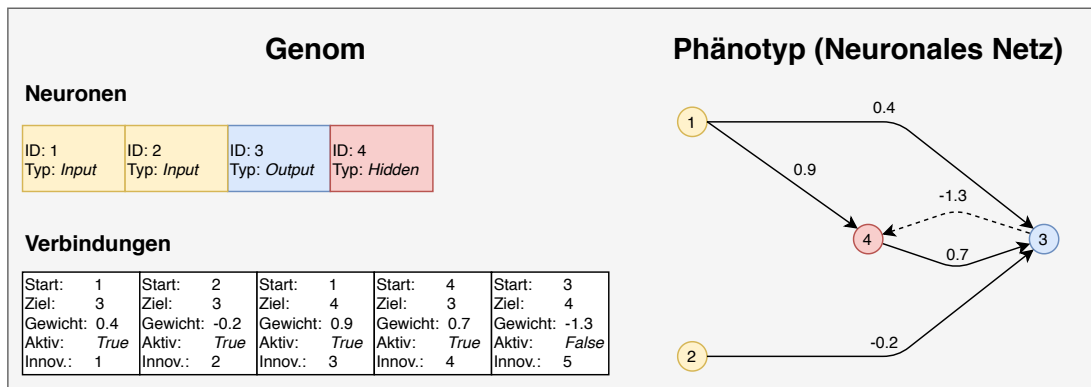 Genom
Neuronen
ID: 1
Typ: Input
ID: 2
Typ: Input
ID: 3
Typ: Output
ID: 4
Typ: Hidden
Verbindungen
Start: 1
Ziel: 3
Gewicht: 0.4
Aktiv: True
Innov.: 1
Start: 2
Ziel: 3
Gewicht: -0.2
Aktiv: True
Innov.: 2
Start: 1
Ziel: 4
Gewicht: 0.9
Aktiv: True
Innov.: 3
Start: 4
Ziel: 3
Gewicht: 0.7
Aktiv: True
Innov.: 4
Start: 3
Ziel: 4
Gewicht: -1.3
Aktiv: False
Innov.: 5
Phänotyp (Neuronales Netz)
1
0.4
0.9
-1.3
4
0.7
3
2
-0.2